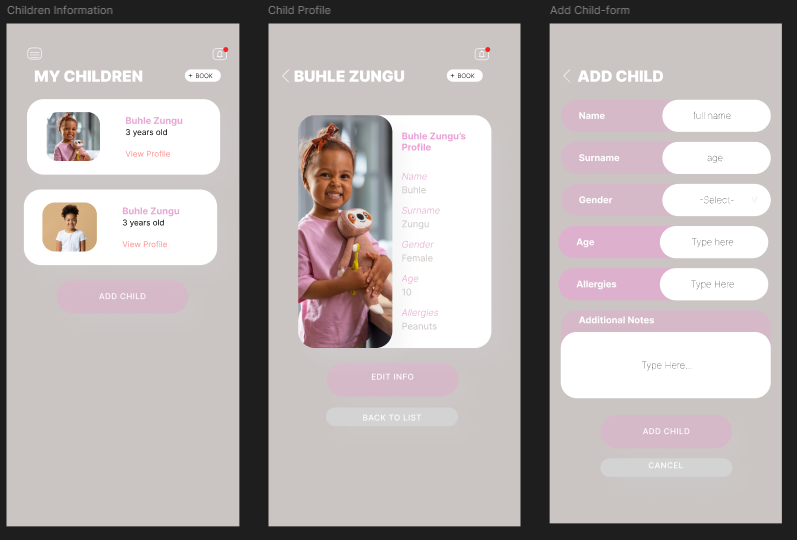 Children Information
MY CHILDREN
+ BOOK
Buhle Zungu
3 years old
View Profile
Buhle Zungu
3 years old
View Profile
ADD CHILD
Child Profile
BUHLE ZUNGU
+ BOOK
Buhle Zungu's
Profile
Name
Buhle
Surname
Zungu
Gender
Female
Age
10
Allergies
Peanuts
EDIT INFO
BACK TO LIST
Add Child-form
ADD CHILD
Name
full name
Surname
age
Gender
-Select-
Age
Type here
Allergies
Type Here
Additional Notes
Type Here...
ADD CHILD
CANCEL